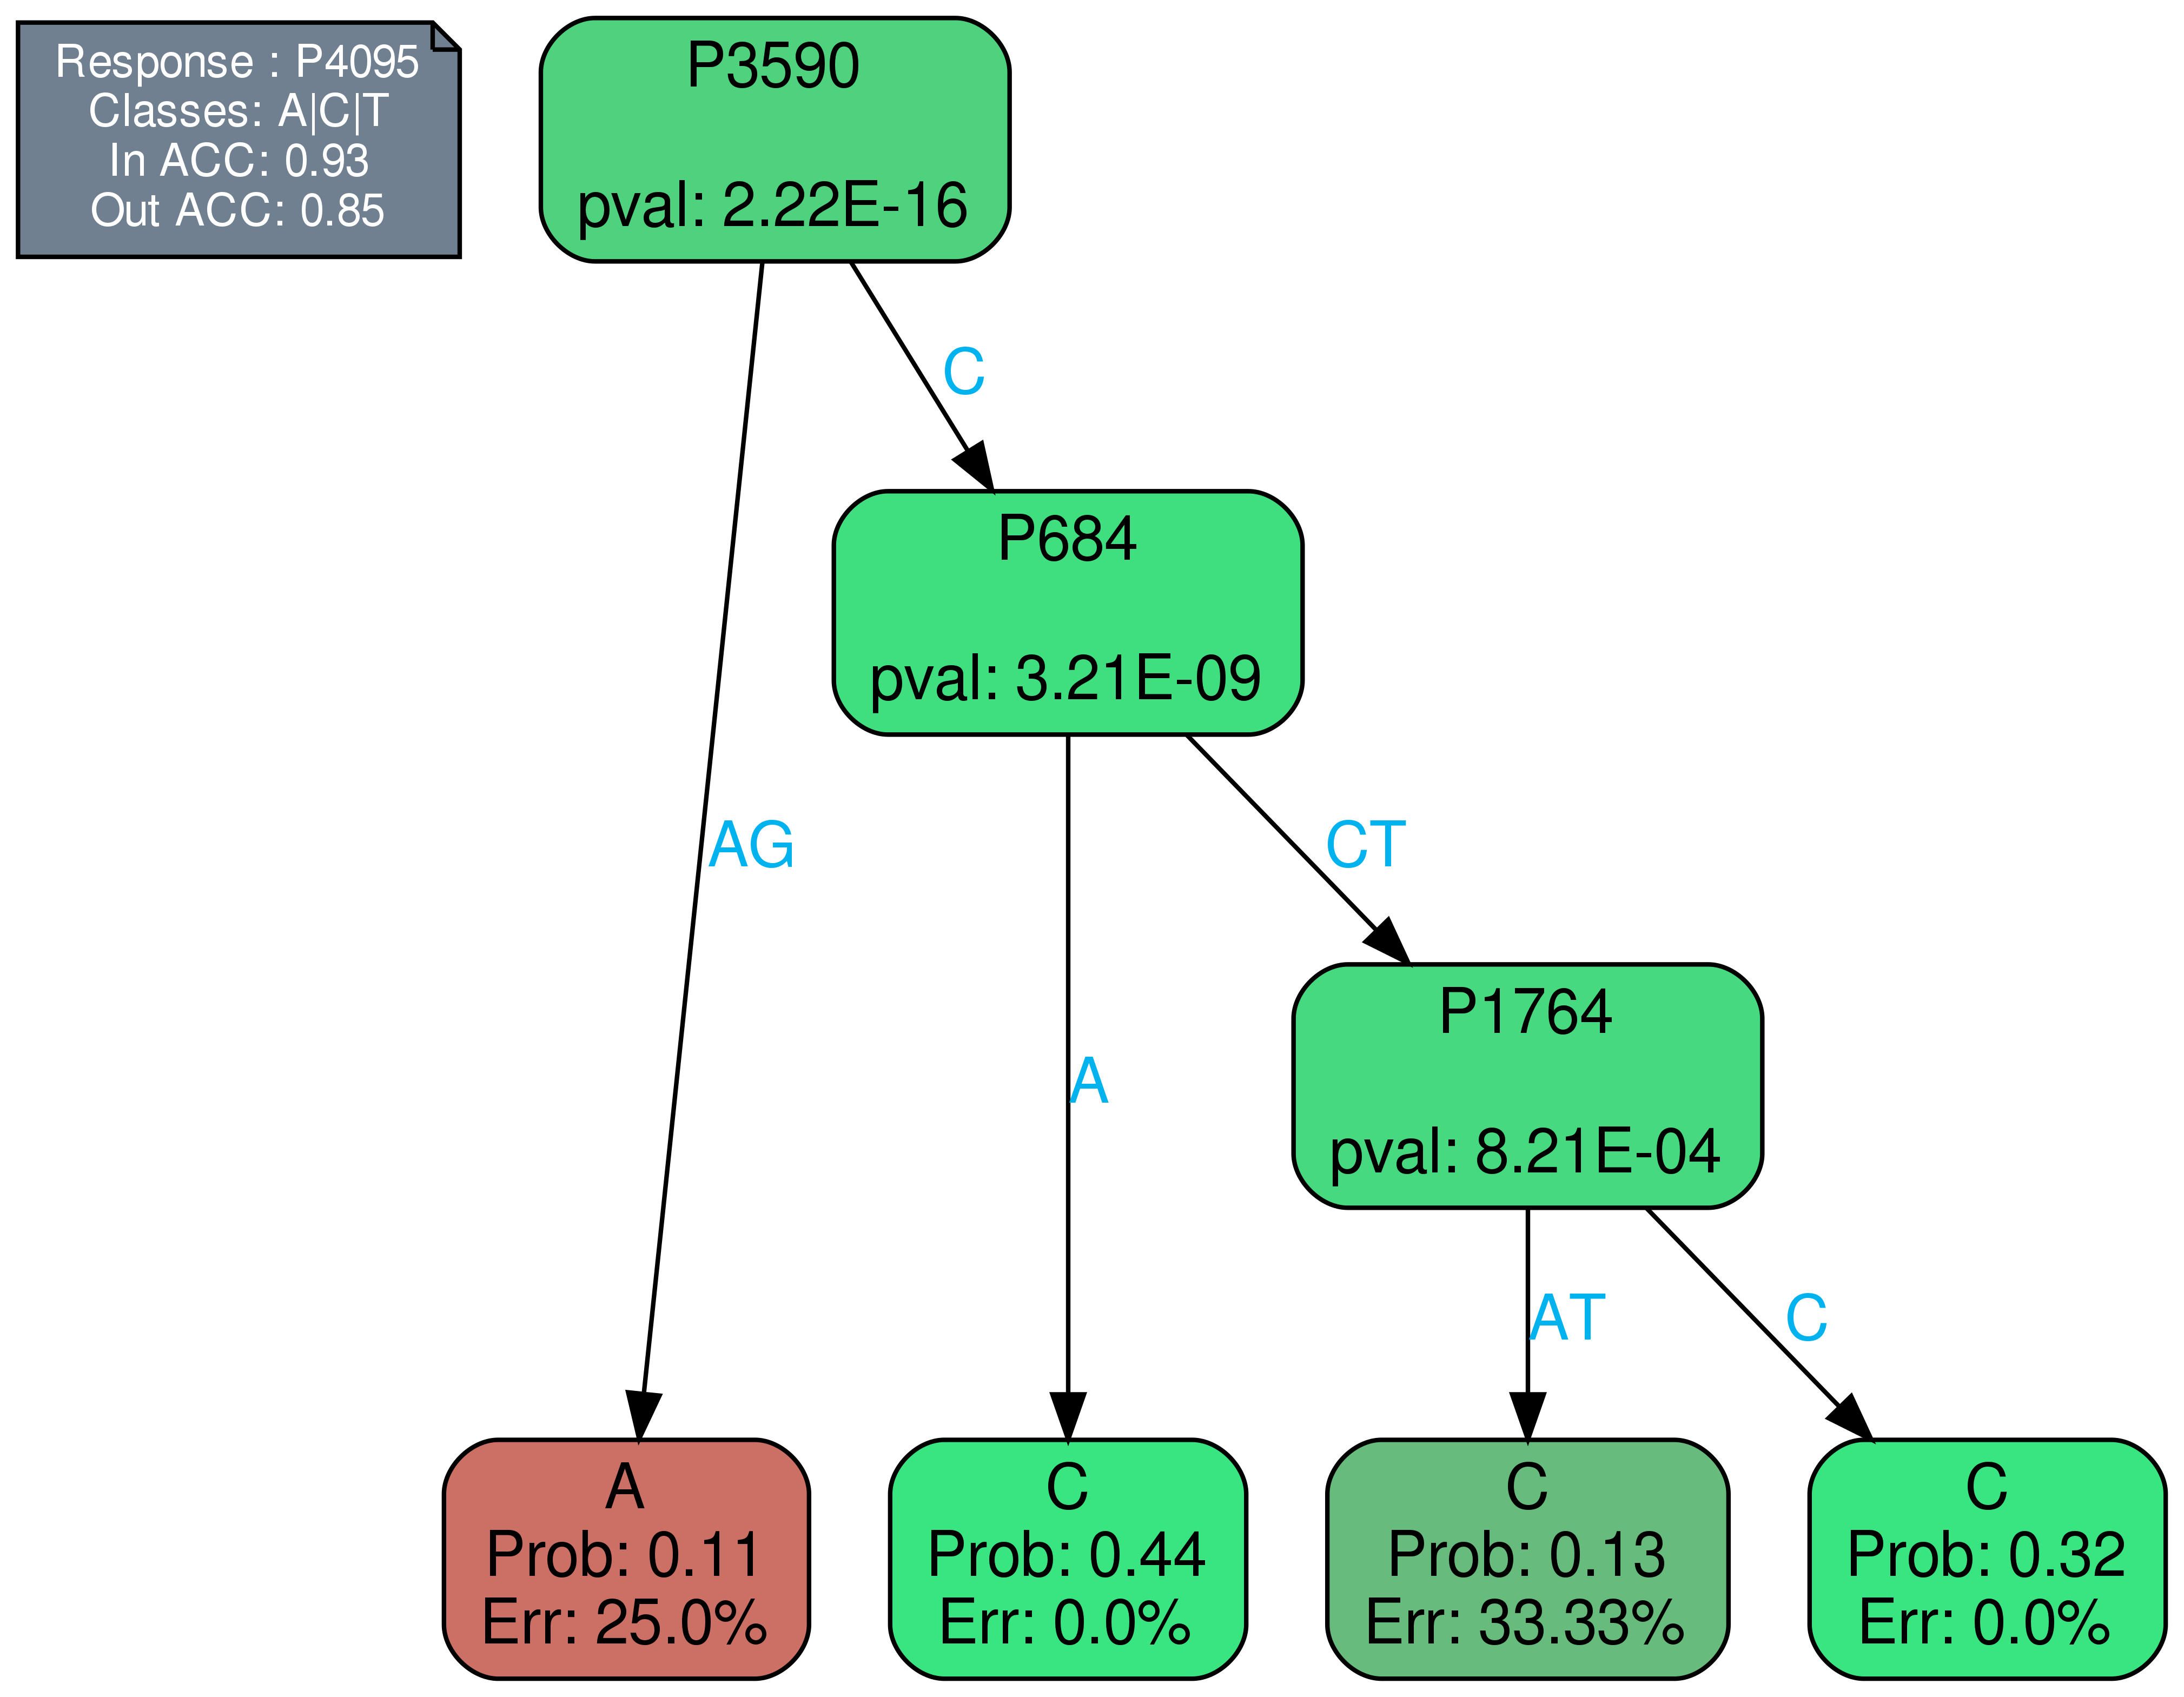 Response : P4095
Classes: A|C|T
In ACC: 0.93
Out ACC: 0.85
P3590
pval: 2.22E-16
C
P684
pval: 3.21E-09
AG
CT
P1764
pval: 8.21E-04
A
AT
C
A
Prob: 0.11
Err: 25.0%
C
Prob: 0.44
Err: 0.0%
C
Prob: 0.13
Err: 33.33%
C
Prob: 0.32
Err: 0.0%